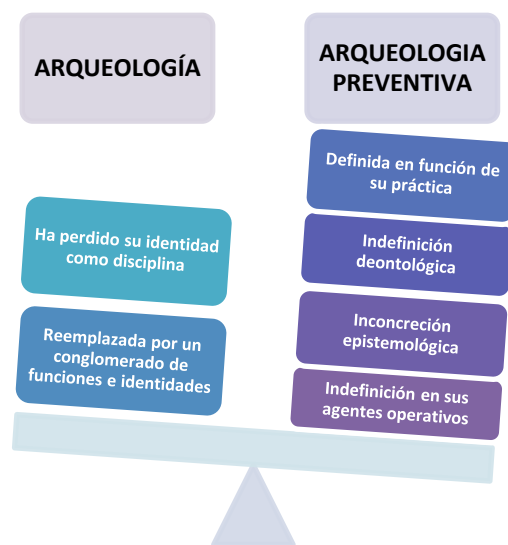 ARQUEOLOGÍA
ARQUEOLOGIA
PREVENTIVA
Ha perdido su identidad
como disciplina
Reemplazada por un
conglomerado de
funciones e identidades
Definida en función de
su práctica
Indefinición
deontológica
Inconcreción
epistemológica
Indefinición en sus
agentes operativos